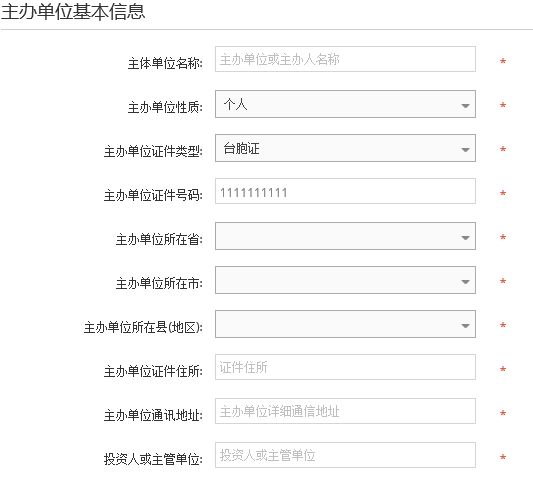 主办单位基本信息
主体单位名称: 主办单位或主办人名称 *
主办单位性质: 个人 *
主办单位证件类型: 台胞证 *
主办单位证件号码: 1111111111 *
主办单位所在省: *
主办单位所在市: *
主办单位所在县(地区): *
主办单位证件住所: 证件住所 *
主办单位通讯地址: 主办单位详细通信地址 *
投资人或主管单位: 投资人或主管单位 *